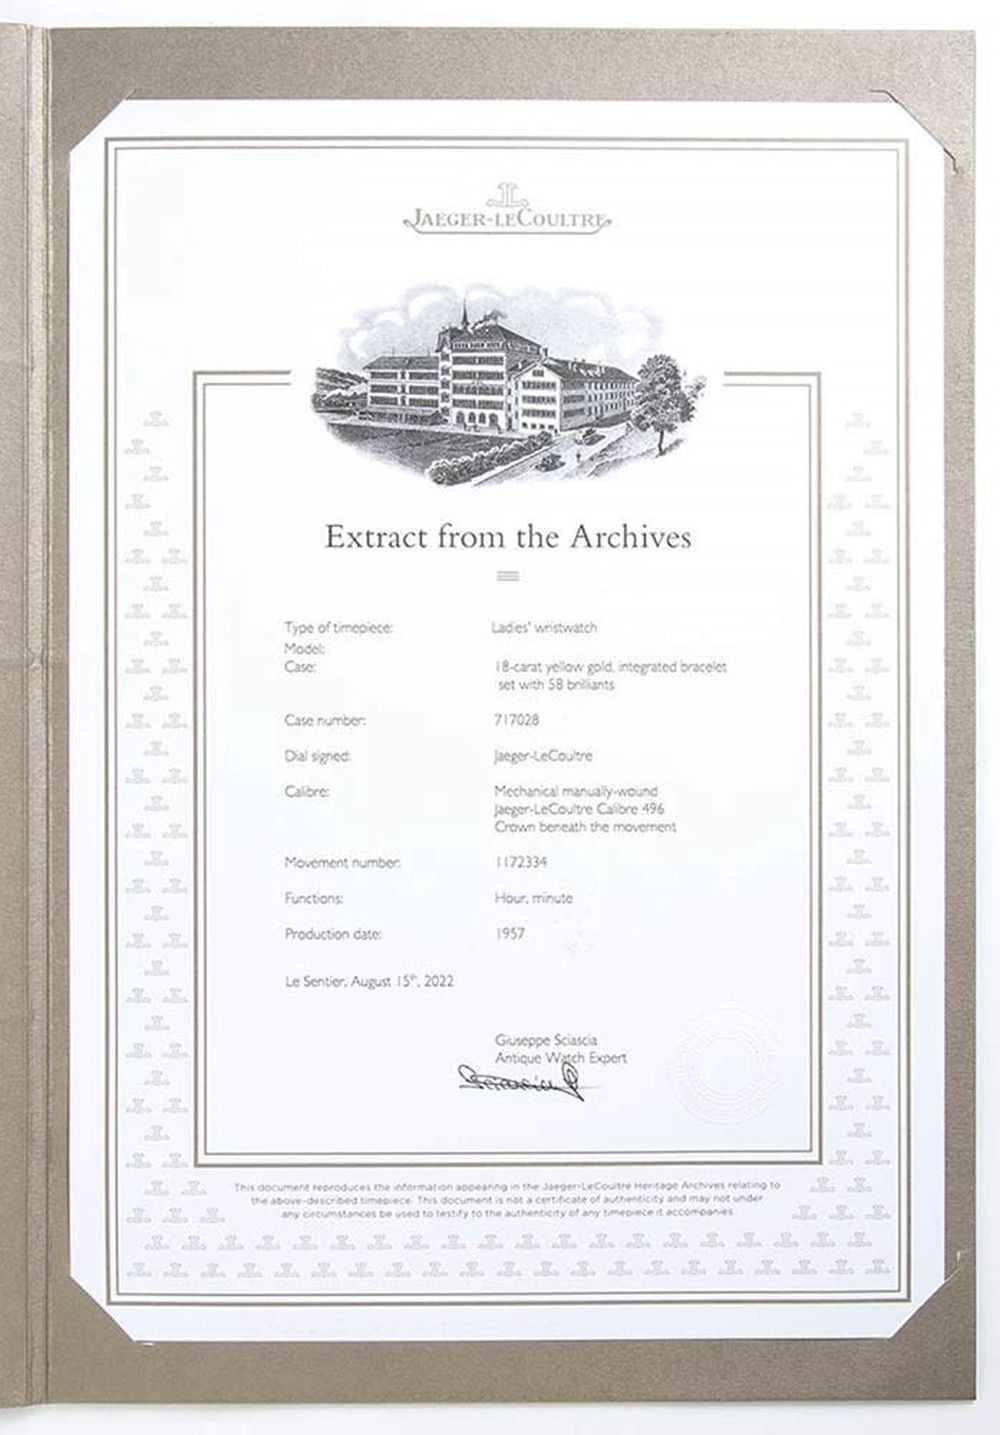 JAEGER-LECOULTRE
Extract from the Archives
Type of timepiece: Ladies' wristwatch
Model:
Case: 18-carat yellow gold, integrated bracelet
set with 58 brilliants
Case number: 717028
Dial signed: Jaeger-LeCoultre
Calibre: Mechanical manually-wound
Jaeger-LeCoultre Calibre 496
Crown beneath the movement
Movement number: 1172334
Functions: Hour, minute
Production date: 1957
Le Sentier, August 15th, 2022
Giuseppe Sciascia
Antique Watch Expert
This document reproduces the information appearing in the Jaeger-LeCoultre Heritage Archives relating to
the above-described timepiece. This document is not a certificate of authenticity and may not under
any circumstances be used to testify to the authenticity of any timepiece it accompanies.